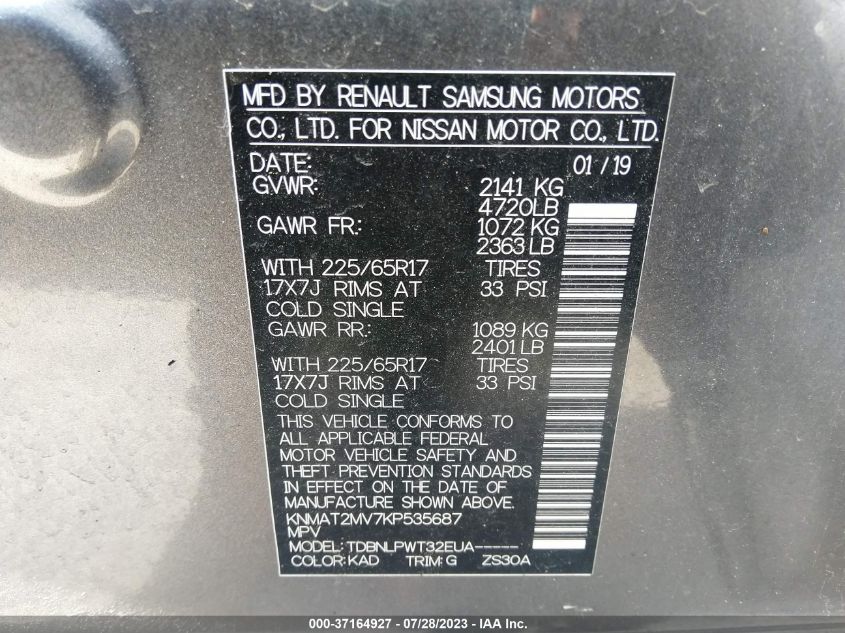 MFD BY RENAULT SAMSUNG MOTORS
CO., LTD. FOR NISSAN MOTOR CO., LTD.
DATE: 01 / 19
GVWR: 2141 KG
4720LB
GAWR FR.: 1072 KG
2363 LB
WITH 225/65R17 TIRES
17X7J RIMS AT 33 PSI
COLD SINGLE
GAWR RR.: 1089 KG
2401 LB
WITH 225/65R17 TIRES
17X7J RIMS AT 33 PSI
COLD SINGLE
THIS VEHICLE CONFORMS TO
ALL APPLICABLE FEDERAL
MOTOR VEHICLE SAFETY AND
THEFT PREVENTION STANDARDS
IN EFFECT ON THE DATE OF
MANUFACTURE SHOWN ABOVE.
KNMAT2MV7KP535687
MPV
MODEL: TDBNLPWT32EUA-----
COLOR: KAD TRIM: G ZS30A
000-37164927 - 07/28/2023 - IAA Inc.